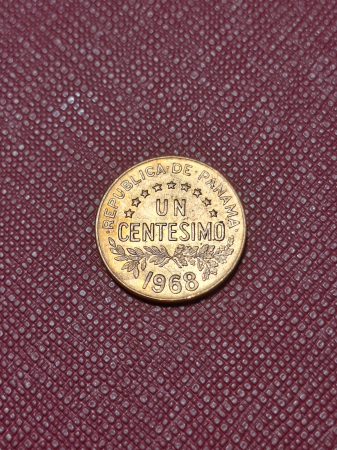 ·REPUBLICA·DE·PANAMA·
UN
CENTESIMO
1968